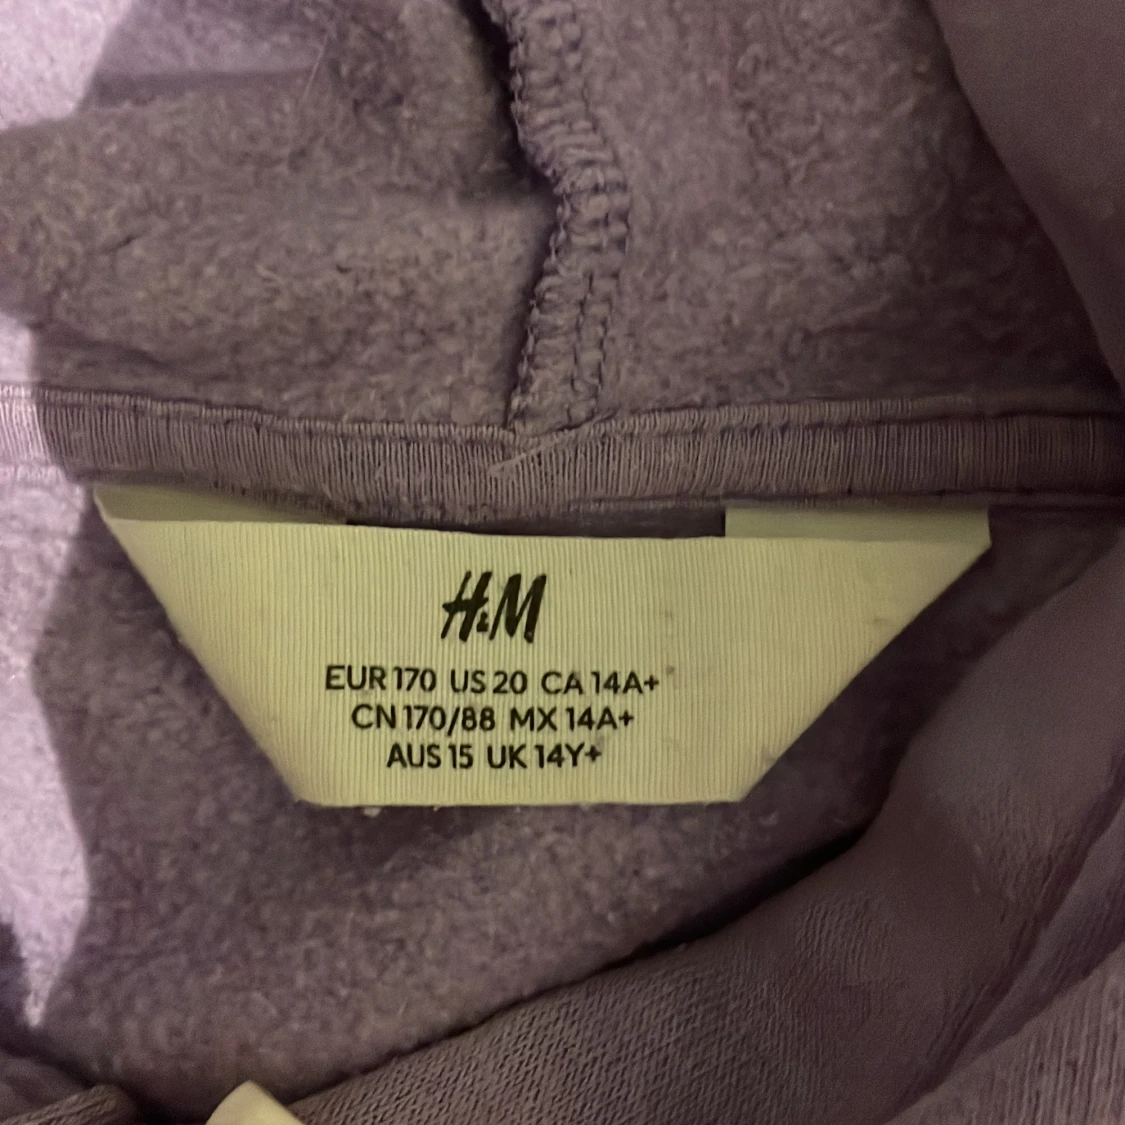 H&M
EUR 170 US 20 CA 14A+
CN 170/88 MX 14A+
AUS 15 UK 14Y+